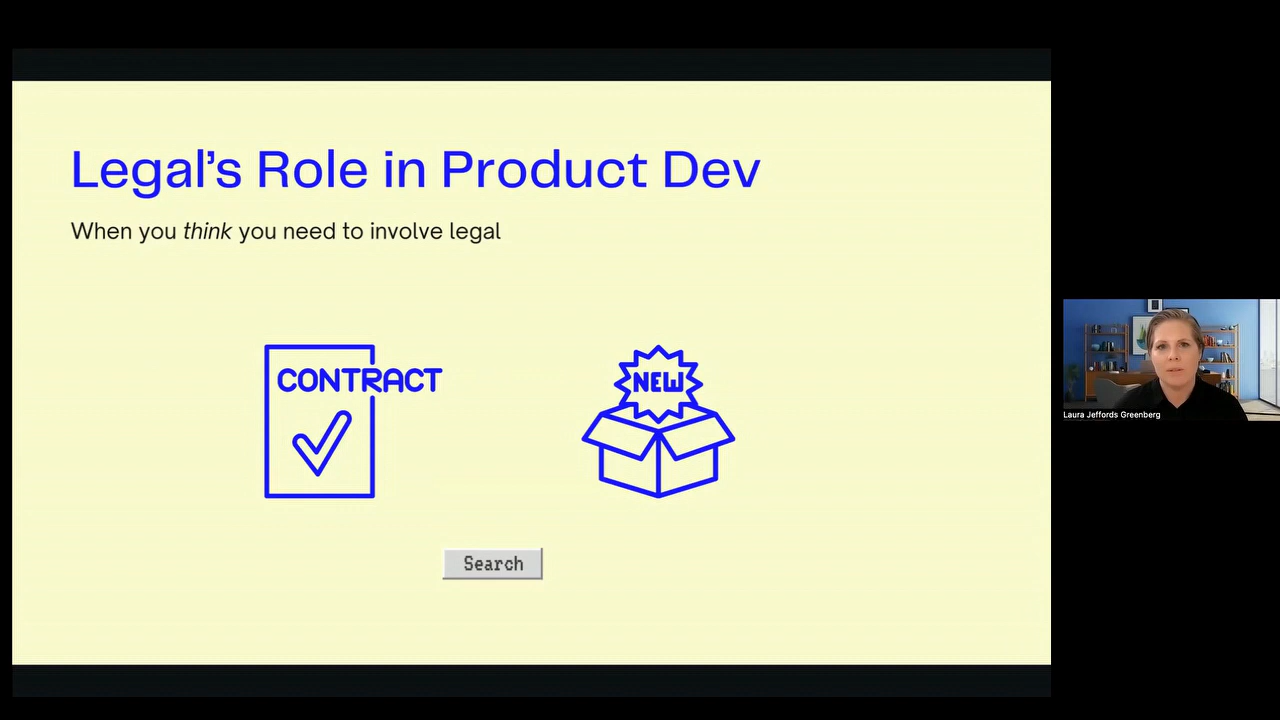 Legal's Role in Product Dev
When you think you need to involve legal
CONTRACT
NEW
Search
Laura Jeffords Greenberg